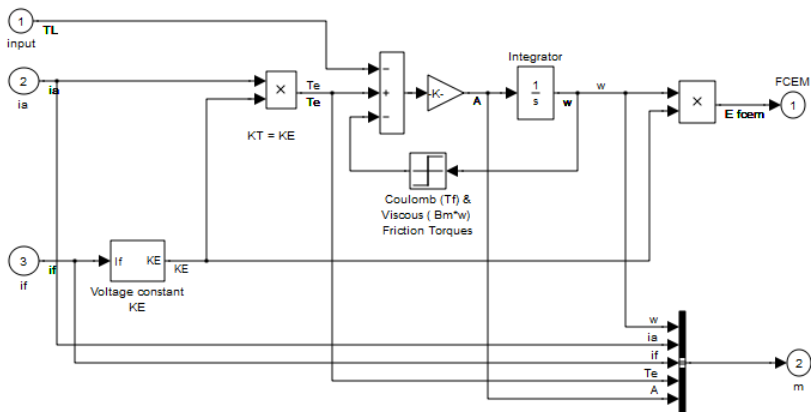 1
input
TL
2
ia
ia
×
Te
Te
KT = KE
−
+
−
-K-
A
Integrator
1
s
w
w
×
FCEM
1
E fcem
Coulomb (Tf) &
Viscous ( Bm*w)
Friction Torques
3
if
if
If
KE
KE
Voltage constant
KE
w
ia
if
Te
A
2
m